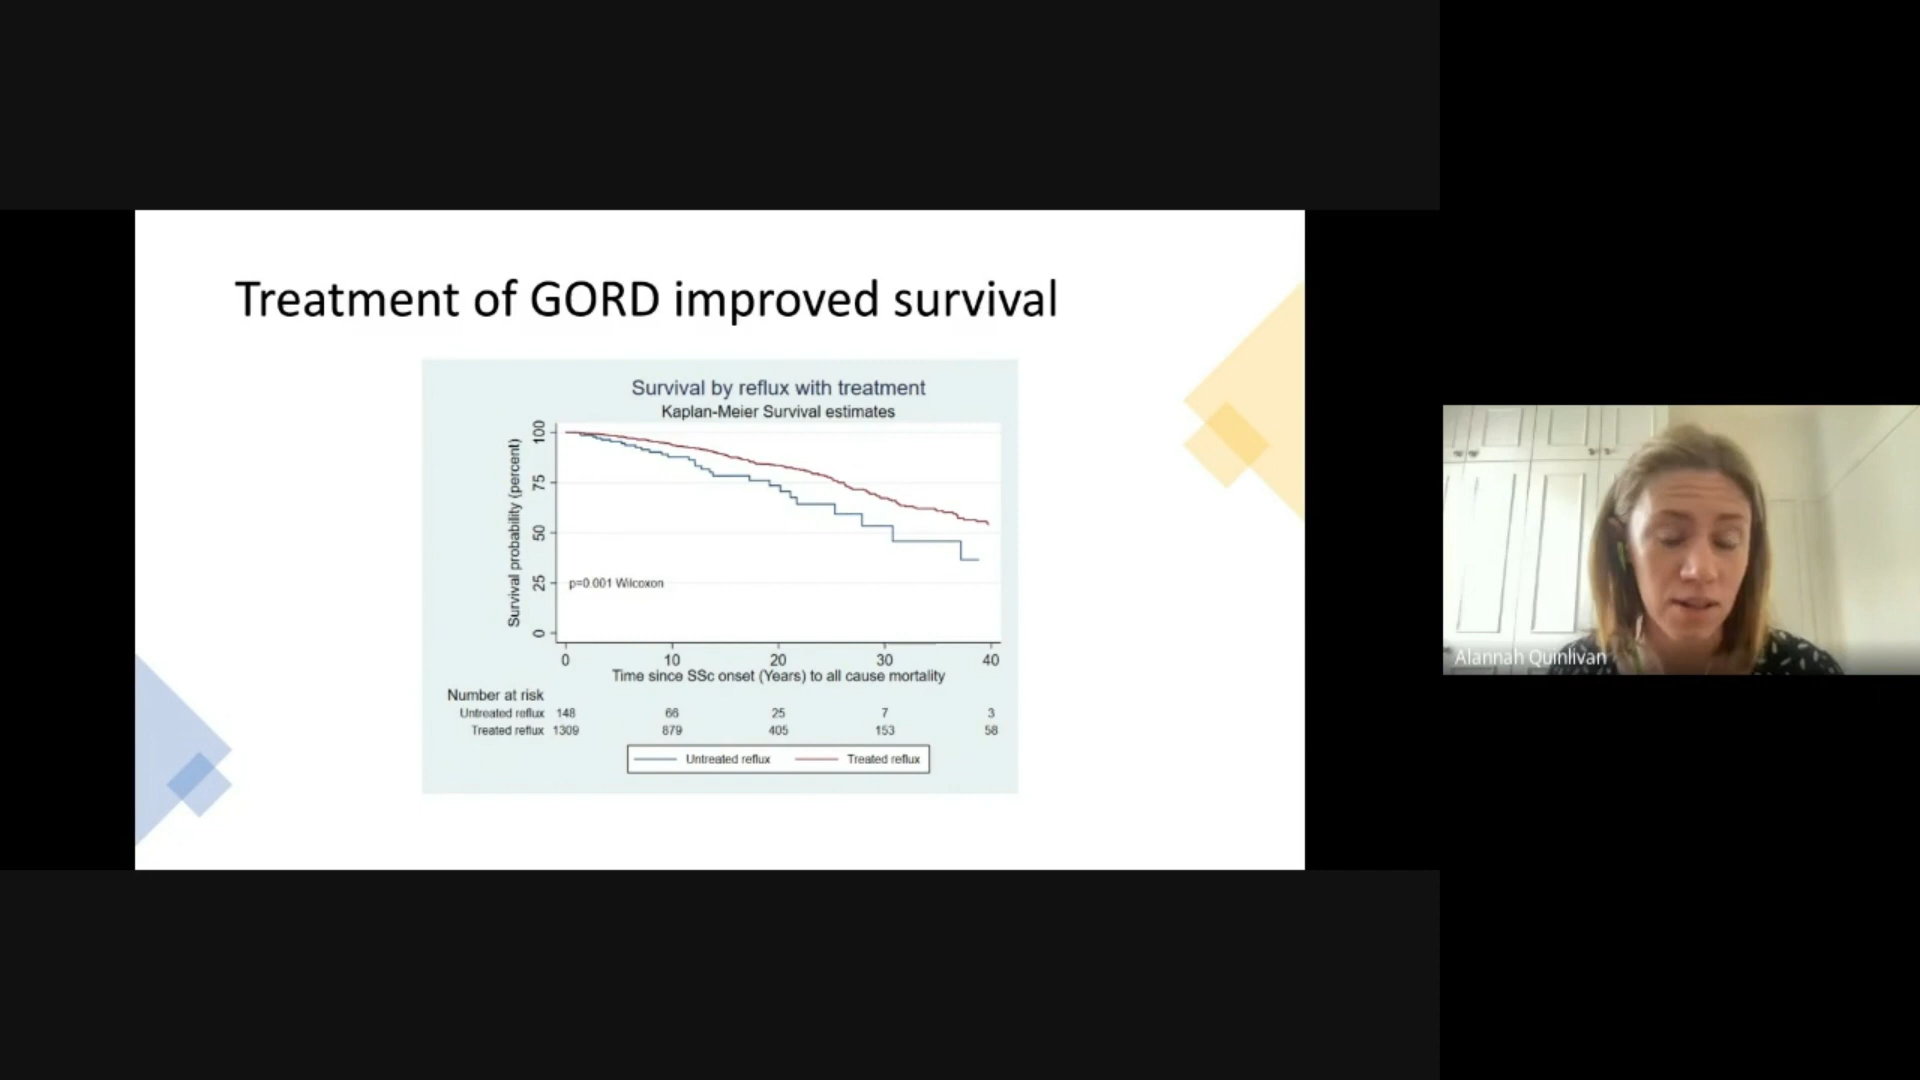 Treatment of GORD improved survival
Survival by reflux with treatment
Kaplan-Meier Survival estimates
Survival probability (percent)
100
75
50
25
0
p=0.001 Wilcoxon
0 10 20 30 40
Time since SSc onset (Years) to all cause mortality
Number at risk
Untreated reflux 148 66 25 7 3
Treated reflux 1309 879 405 153 58
Untreated reflux Treated reflux
Alannah Quinlivan